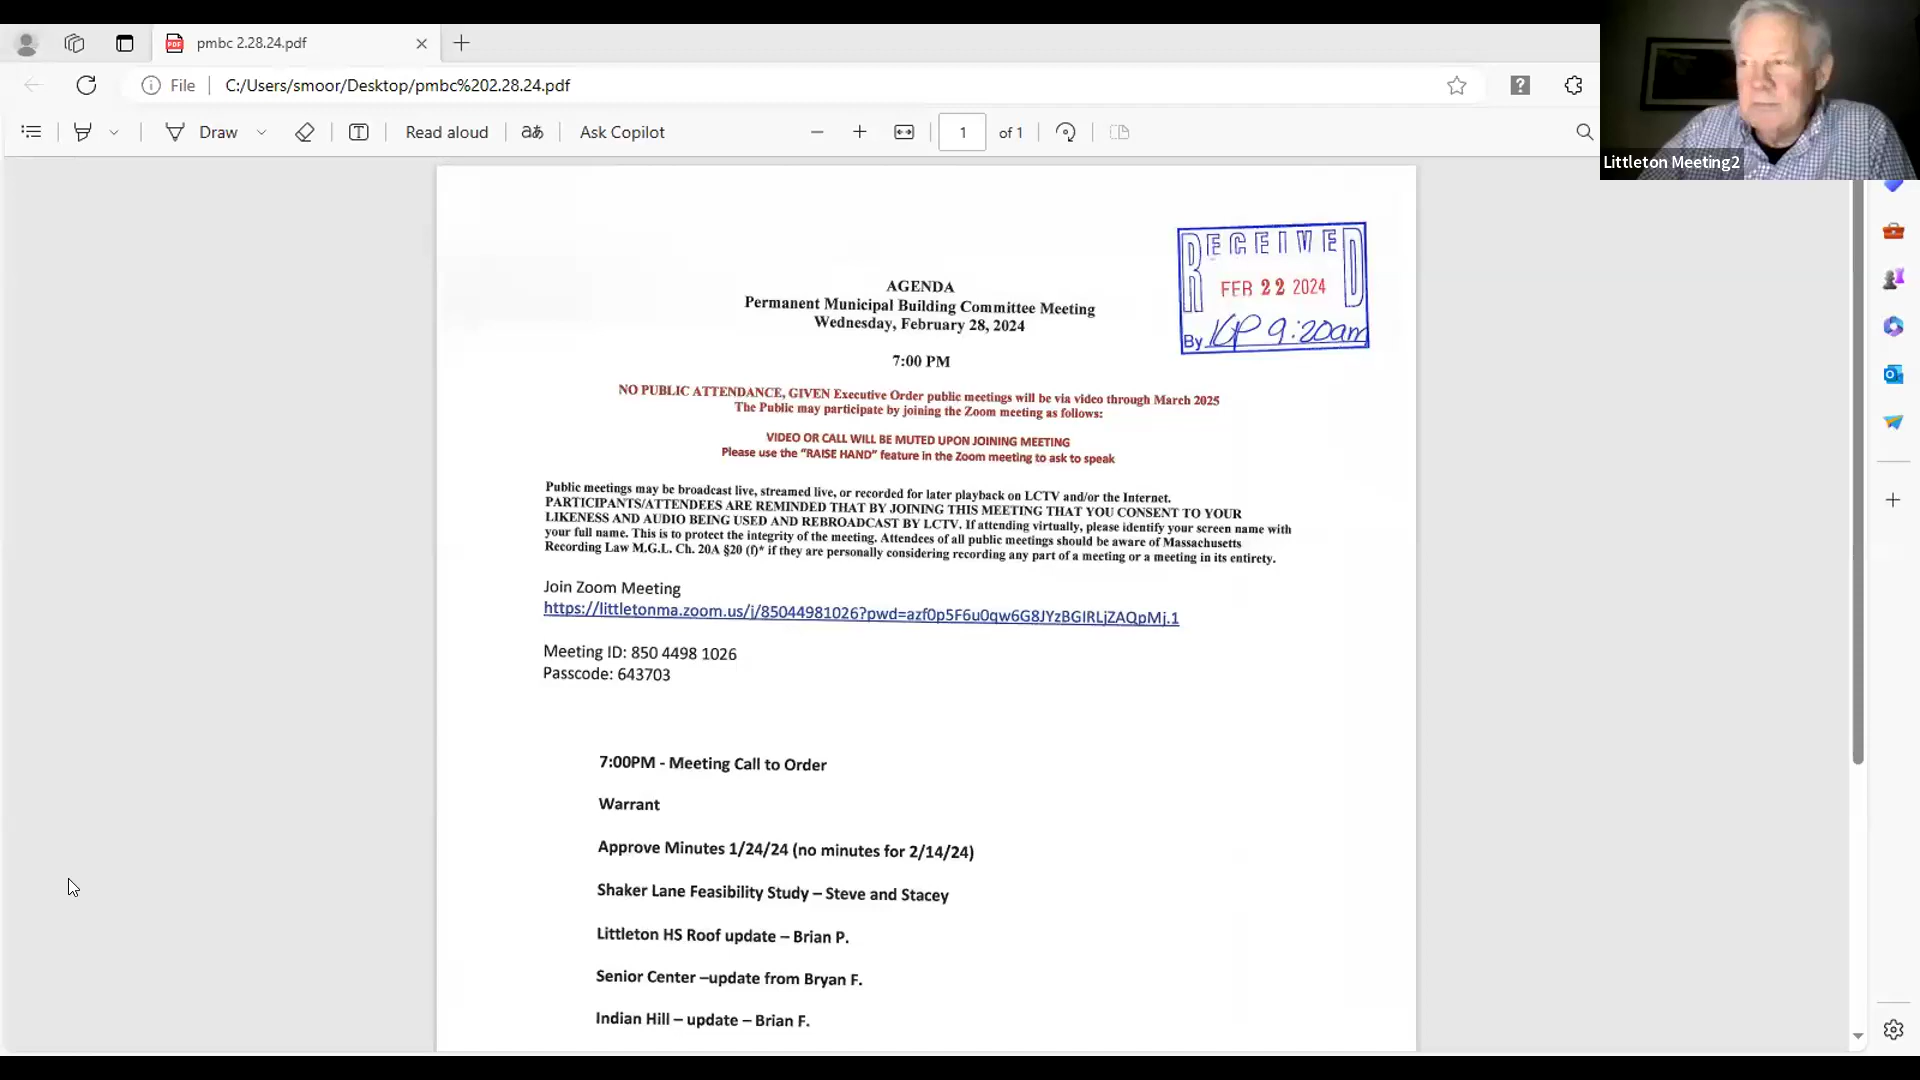 pmbc 2.28.24.pdf
File
C:/Users/smoor/Desktop/pmbc%202.28.24.pdf
Draw
Read aloud
Ask Copilot
1
of 1
Littleton Meeting2
RECEIVED
FEB 22 2024
By KP 9:20am
AGENDA
Permanent Municipal Building Committee Meeting
Wednesday, February 28, 2024
7:00 PM
NO PUBLIC ATTENDANCE, GIVEN Executive Order public meetings will be via video through March 2025
The Public may participate by joining the Zoom meeting as follows:
VIDEO OR CALL WILL BE MUTED UPON JOINING MEETING
Please use the “RAISE HAND” feature in the Zoom meeting to ask to speak
Public meetings may be broadcast live, streamed live, or recorded for later playback on LCTV and/or the Internet.
PARTICIPANTS/ATTENDEES ARE REMINDED THAT BY JOINING THIS MEETING THAT YOU CONSENT TO YOUR
LIKENESS AND AUDIO BEING USED AND REBROADCAST BY LCTV. If attending virtually, please identify your screen name with
your full name. This is to protect the integrity of the meeting. Attendees of all public meetings should be aware of Massachusetts
Recording Law M.G.L. Ch. 20A §20 (f)* if they are personally considering recording any part of a meeting or a meeting in its entirety.
Join Zoom Meeting
https://littletonma.zoom.us/j/85044981026?pwd=azf0p5F6u0qw6G8JYzBGIRLjZAQpMj.1
Meeting ID: 850 4498 1026
Passcode: 643703
7:00PM - Meeting Call to Order
Warrant
Approve Minutes 1/24/24 (no minutes for 2/14/24)
Shaker Lane Feasibility Study – Steve and Stacey
Littleton HS Roof update – Brian P.
Senior Center –update from Bryan F.
Indian Hill – update – Brian F.